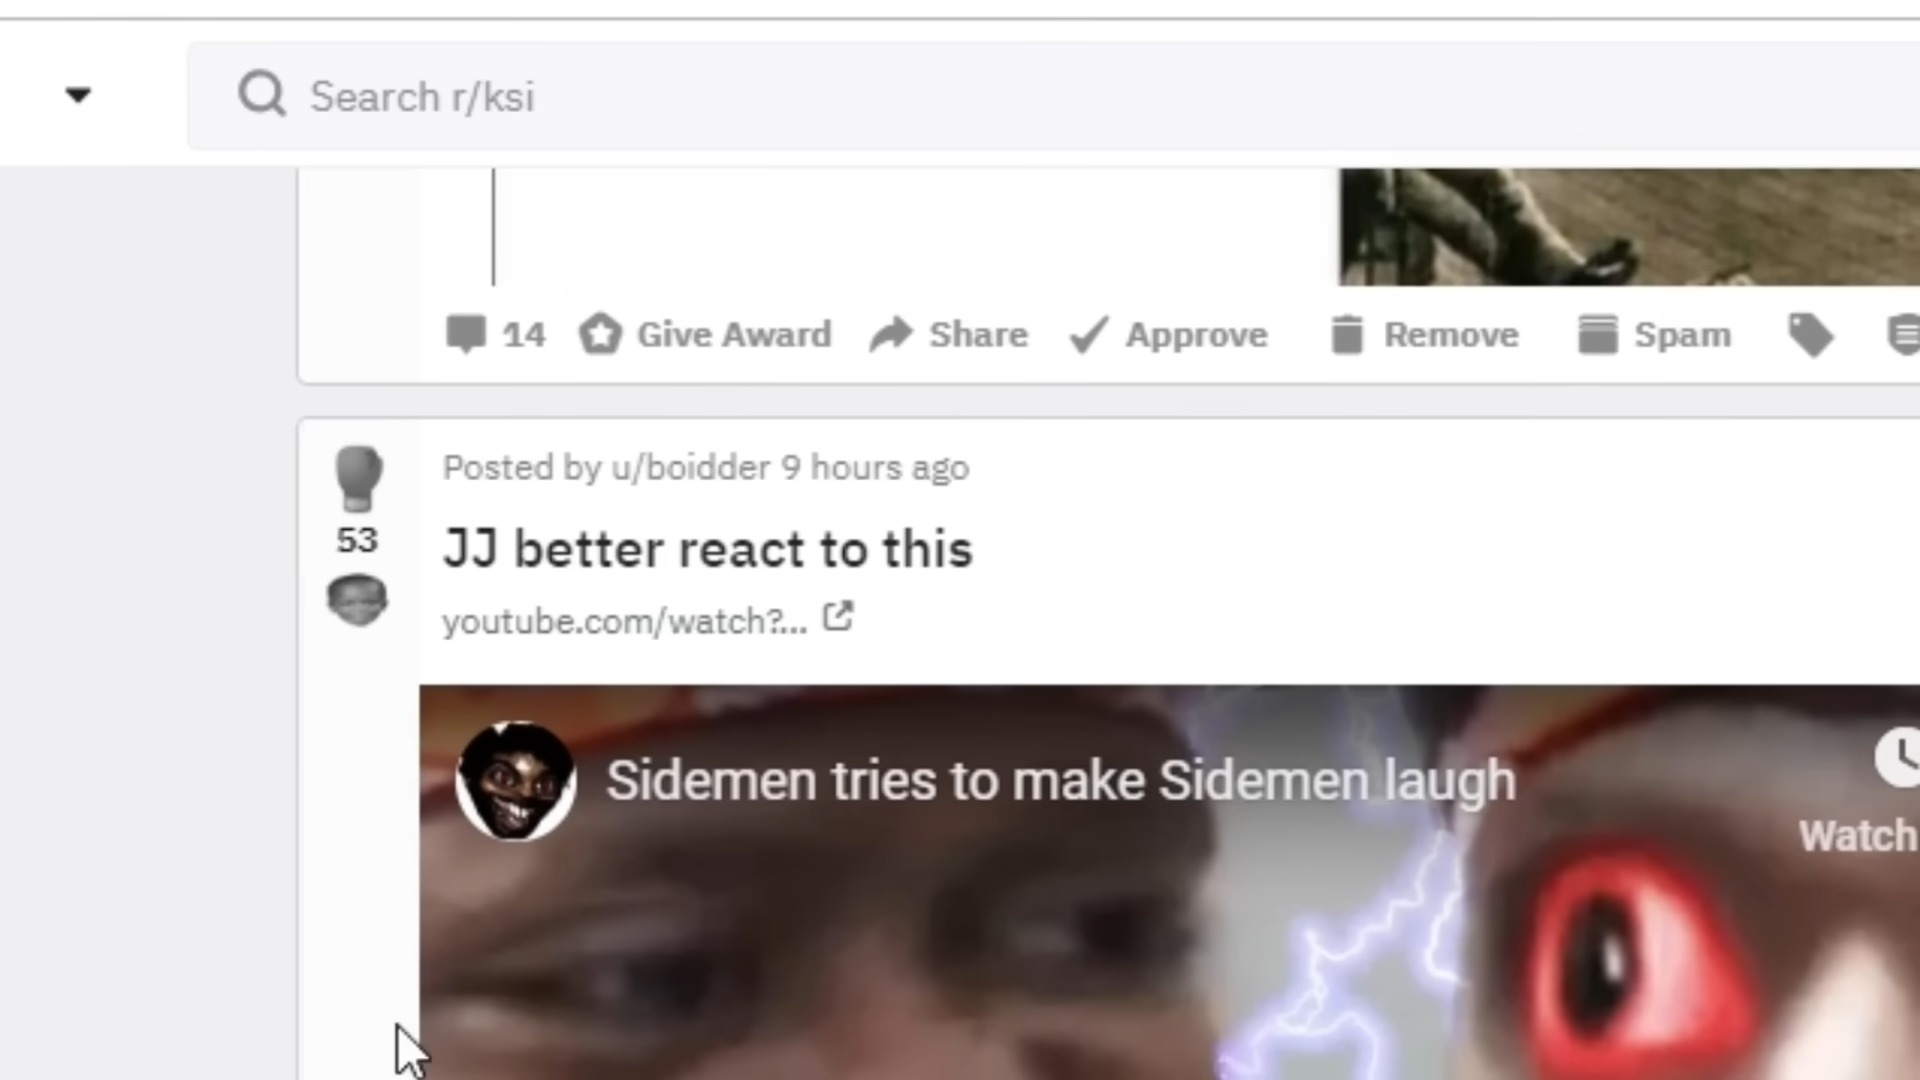 Search r/ksi
14 Give Award Share Approve Remove Spam
Posted by u/boidder 9 hours ago
53
JJ better react to this
youtube.com/watch?...
Sidemen tries to make Sidemen laugh
Watch